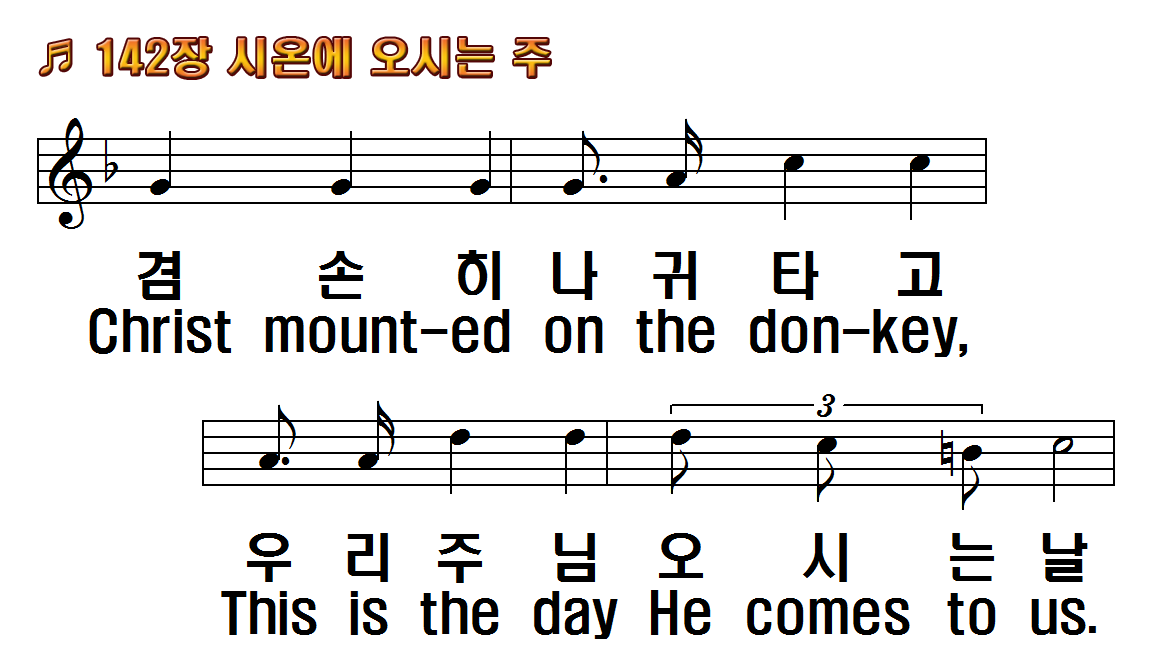 142장 시온에 오시는 주
겸 손 히 나 귀 타 고
Christ mount-ed on the don-key,
3
우 리 주 님 오 시 는 날
This is the day He comes to us.